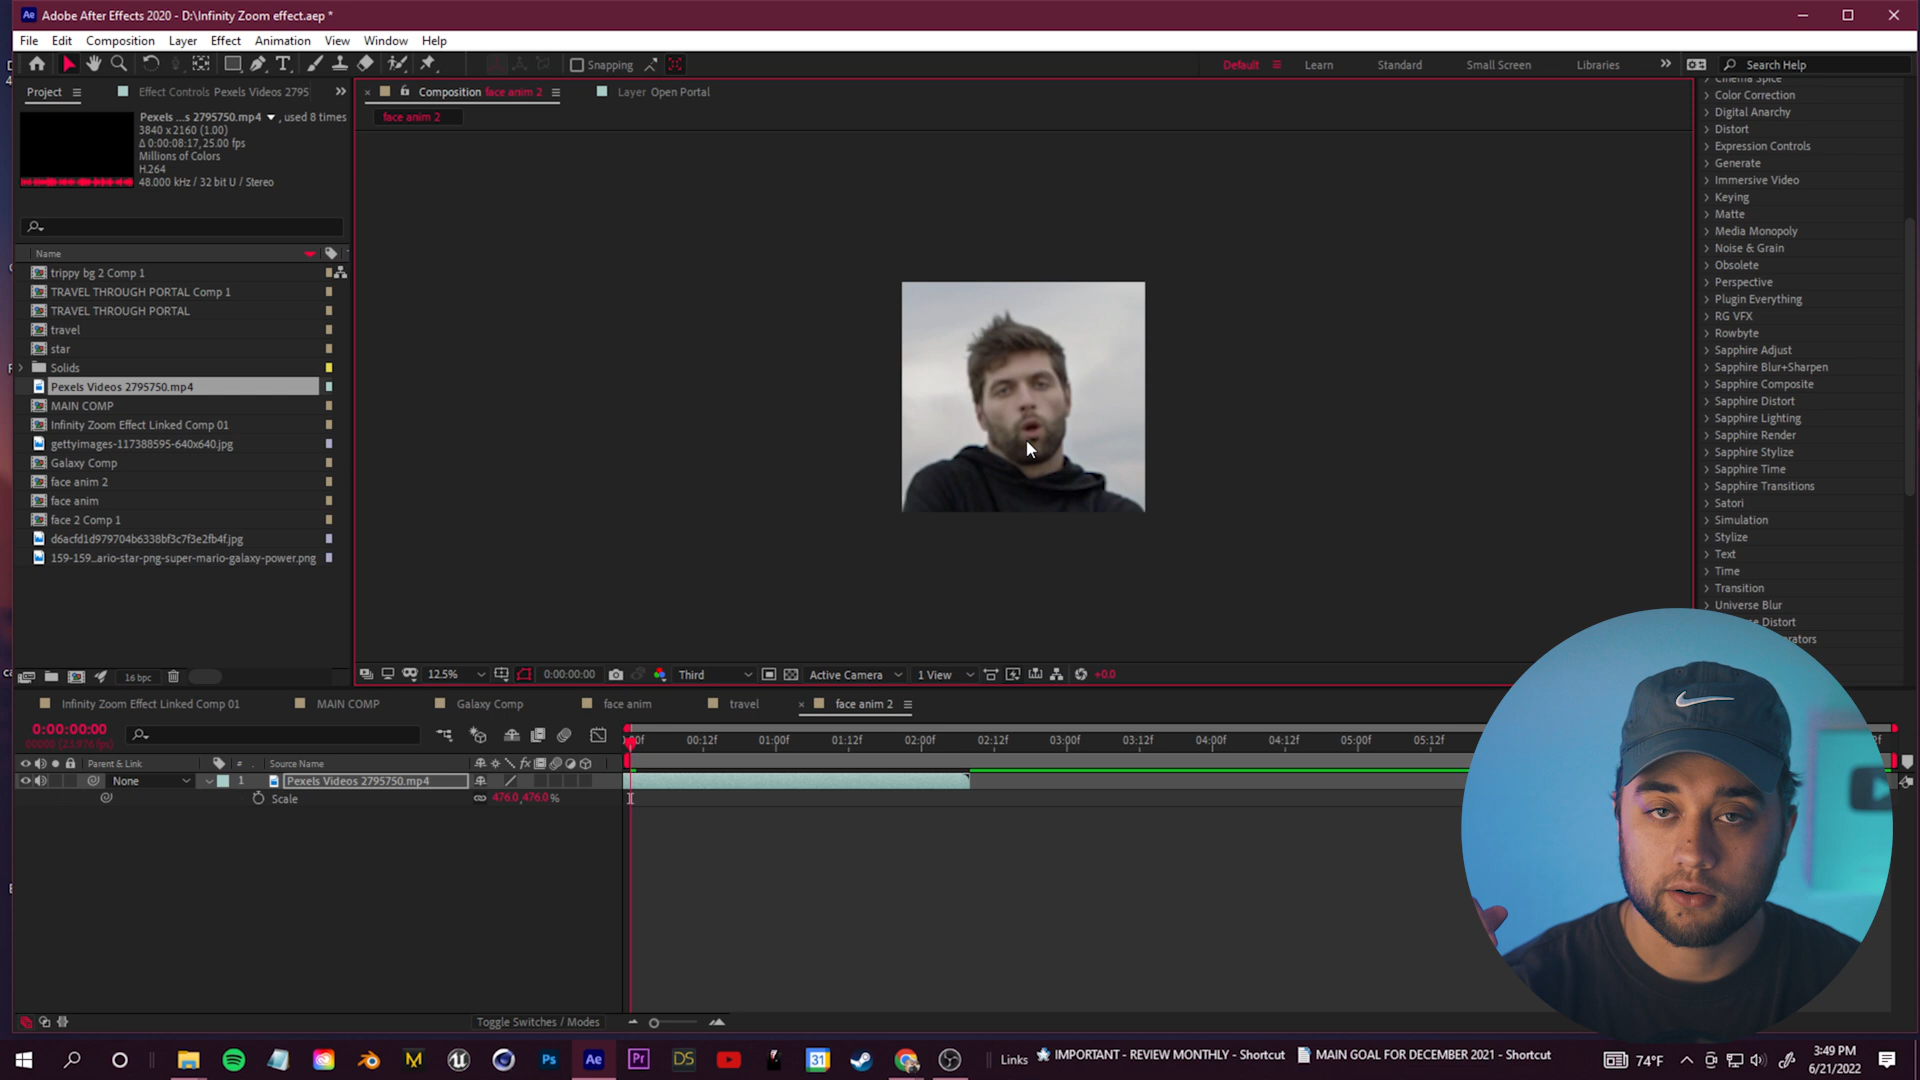 Adobe After Effects 2020 - D:\Infinity Zoom effect.aep *
File Edit Composition Layer Effect Animation View Window Help
Snapping
Default Learn Standard Small Screen Libraries
Search Help
Project
Effect Controls Pexels Videos 2795
Composition face anim 2
Layer Open Portal
face anim 2
Pexels ...s 2795750.mp4 , used 8 times
3840 x 2160 (1.00)
Δ 0:00:08:17, 25.00 fps
Millions of Colors
H.264
48.000 kHz / 32 bit U / Stereo
Name
trippy bg 2 Comp 1
TRAVEL THROUGH PORTAL Comp 1
TRAVEL THROUGH PORTAL
travel
star
Solids
Pexels Videos 2795750.mp4
MAIN COMP
Infinity Zoom Effect Linked Comp 01
gettyimages-117388595-640x640.jpg
Galaxy Comp
face anim 2
face anim
face 2 Comp 1
d6acfd1d979704b6338bf3c7f3e2fb4f.jpg
159-159...ario-star-png-super-mario-galaxy-power.png
16 bpc
Cinema Spice
Color Correction
Digital Anarchy
Distort
Expression Controls
Generate
Immersive Video
Keying
Matte
Media Monopoly
Noise & Grain
Obsolete
Perspective
Plugin Everything
RG VFX
Rowbyte
Sapphire Adjust
Sapphire Blur+Sharpen
Sapphire Composite
Sapphire Distort
Sapphire Lighting
Sapphire Render
Sapphire Stylize
Sapphire Time
Sapphire Transitions
Satori
Simulation
Stylize
Text
Time
Transition
Universe Blur
Distort
12.5% 0:00:00:00 Third Active Camera 1 View +0.0
Infinity Zoom Effect Linked Comp 01
MAIN COMP
Galaxy Comp
face anim
travel
face anim 2
0:00:00:00
00000 (23.976 fps)
00:12f 01:00f 01:12f 02:00f 02:12f 03:00f 03:12f 04:00f 04:12f 05:00f 05:12f
Parent & Link # Source Name
None 1 Pexels Videos 2795750.mp4
Scale 476.0,476.0 %
Toggle Switches / Modes
Ps Ae Pr DS 31
Links IMPORTANT - REVIEW MONTHLY - Shortcut MAIN GOAL FOR DECEMBER 2021 - Shortcut
74°F
3:49 PM
6/21/2022